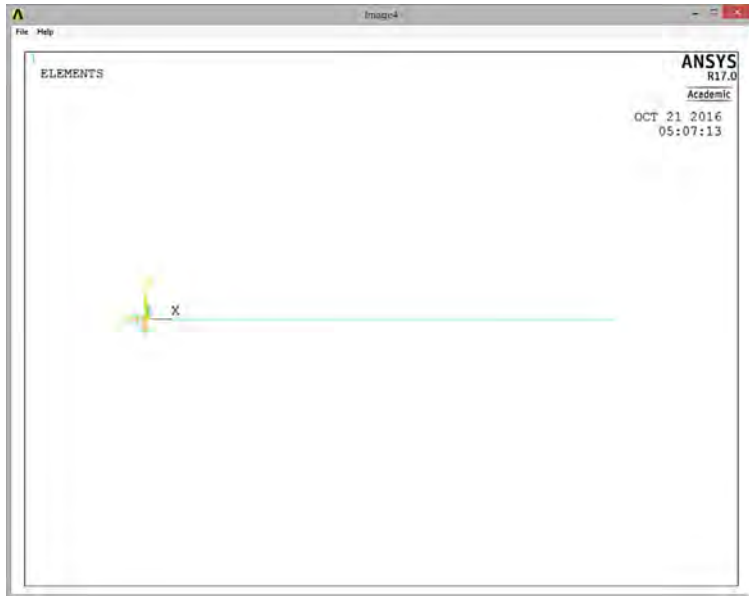 Image4
File Help
1
ELEMENTS
ANSYS
R17.0
Academic
OCT 21 2016
05:07:13
X